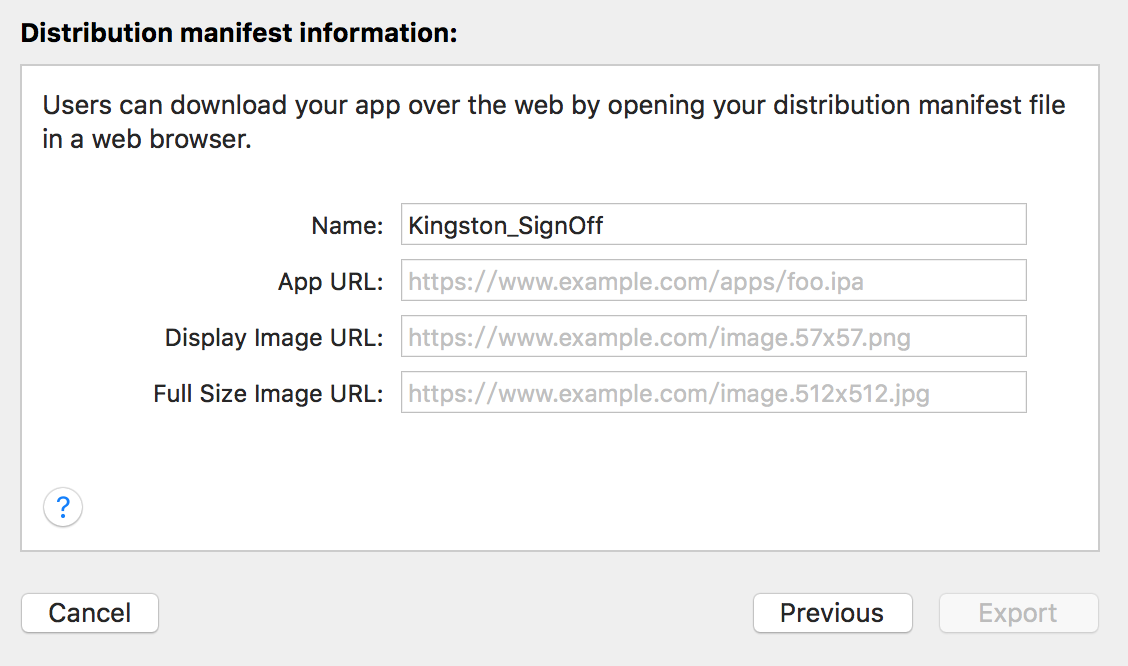 Distribution manifest information:
Users can download your app over the web by opening your distribution manifest file
in a web browser.
Name: Kingston_SignOff
App URL: https://www.example.com/apps/foo.ipa
Display Image URL: https://www.example.com/image.57x57.png
Full Size Image URL: https://www.example.com/image.512x512.jpg
?
Cancel Previous Export